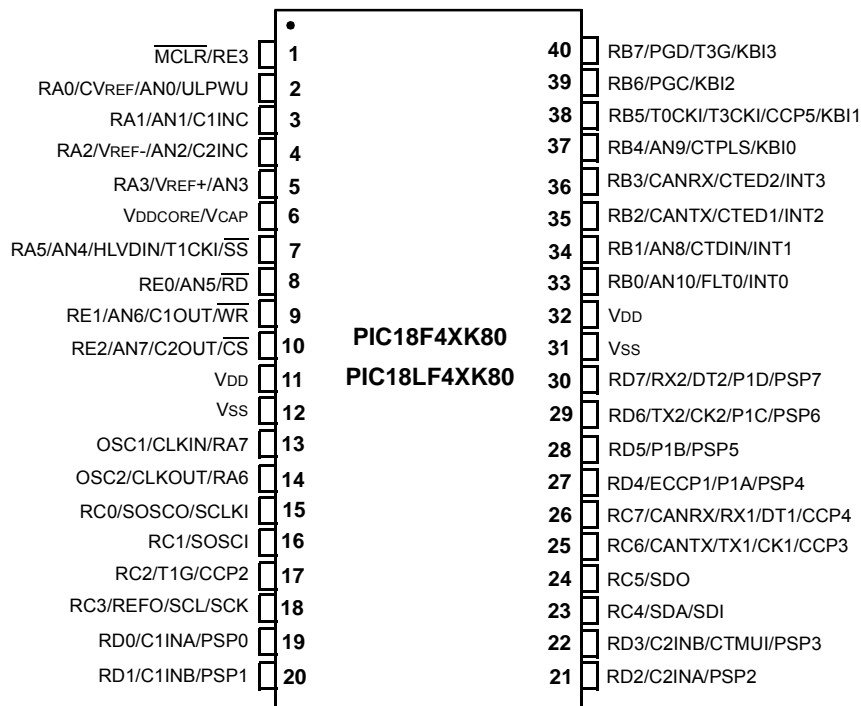 MCLR/RE3 1
RA0/CVREF/AN0/ULPWU 2
RA1/AN1/C1INC 3
RA2/VREF-/AN2/C2INC 4
RA3/VREF+/AN3 5
VDDCORE/VCAP 6
RA5/AN4/HLVDIN/T1CKI/SS 7
RE0/AN5/RD 8
RE1/AN6/C1OUT/WR 9
RE2/AN7/C2OUT/CS 10
VDD 11
VSS 12
OSC1/CLKIN/RA7 13
OSC2/CLKOUT/RA6 14
RC0/SOSCO/SCLKI 15
RC1/SOSCI 16
RC2/T1G/CCP2 17
RC3/REFO/SCL/SCK 18
RD0/C1INA/PSP0 19
RD1/C1INB/PSP1 20
PIC18F4XK80
PIC18LF4XK80
40 RB7/PGD/T3G/KBI3
39 RB6/PGC/KBI2
38 RB5/T0CKI/T3CKI/CCP5/KBI1
37 RB4/AN9/CTPLS/KBI0
36 RB3/CANRX/CTED2/INT3
35 RB2/CANTX/CTED1/INT2
34 RB1/AN8/CTDIN/INT1
33 RB0/AN10/FLT0/INT0
32 VDD
31 VSS
30 RD7/RX2/DT2/P1D/PSP7
29 RD6/TX2/CK2/P1C/PSP6
28 RD5/P1B/PSP5
27 RD4/ECCP1/P1A/PSP4
26 RC7/CANRX/RX1/DT1/CCP4
25 RC6/CANTX/TX1/CK1/CCP3
24 RC5/SDO
23 RC4/SDA/SDI
22 RD3/C2INB/CTMUI/PSP3
21 RD2/C2INA/PSP2